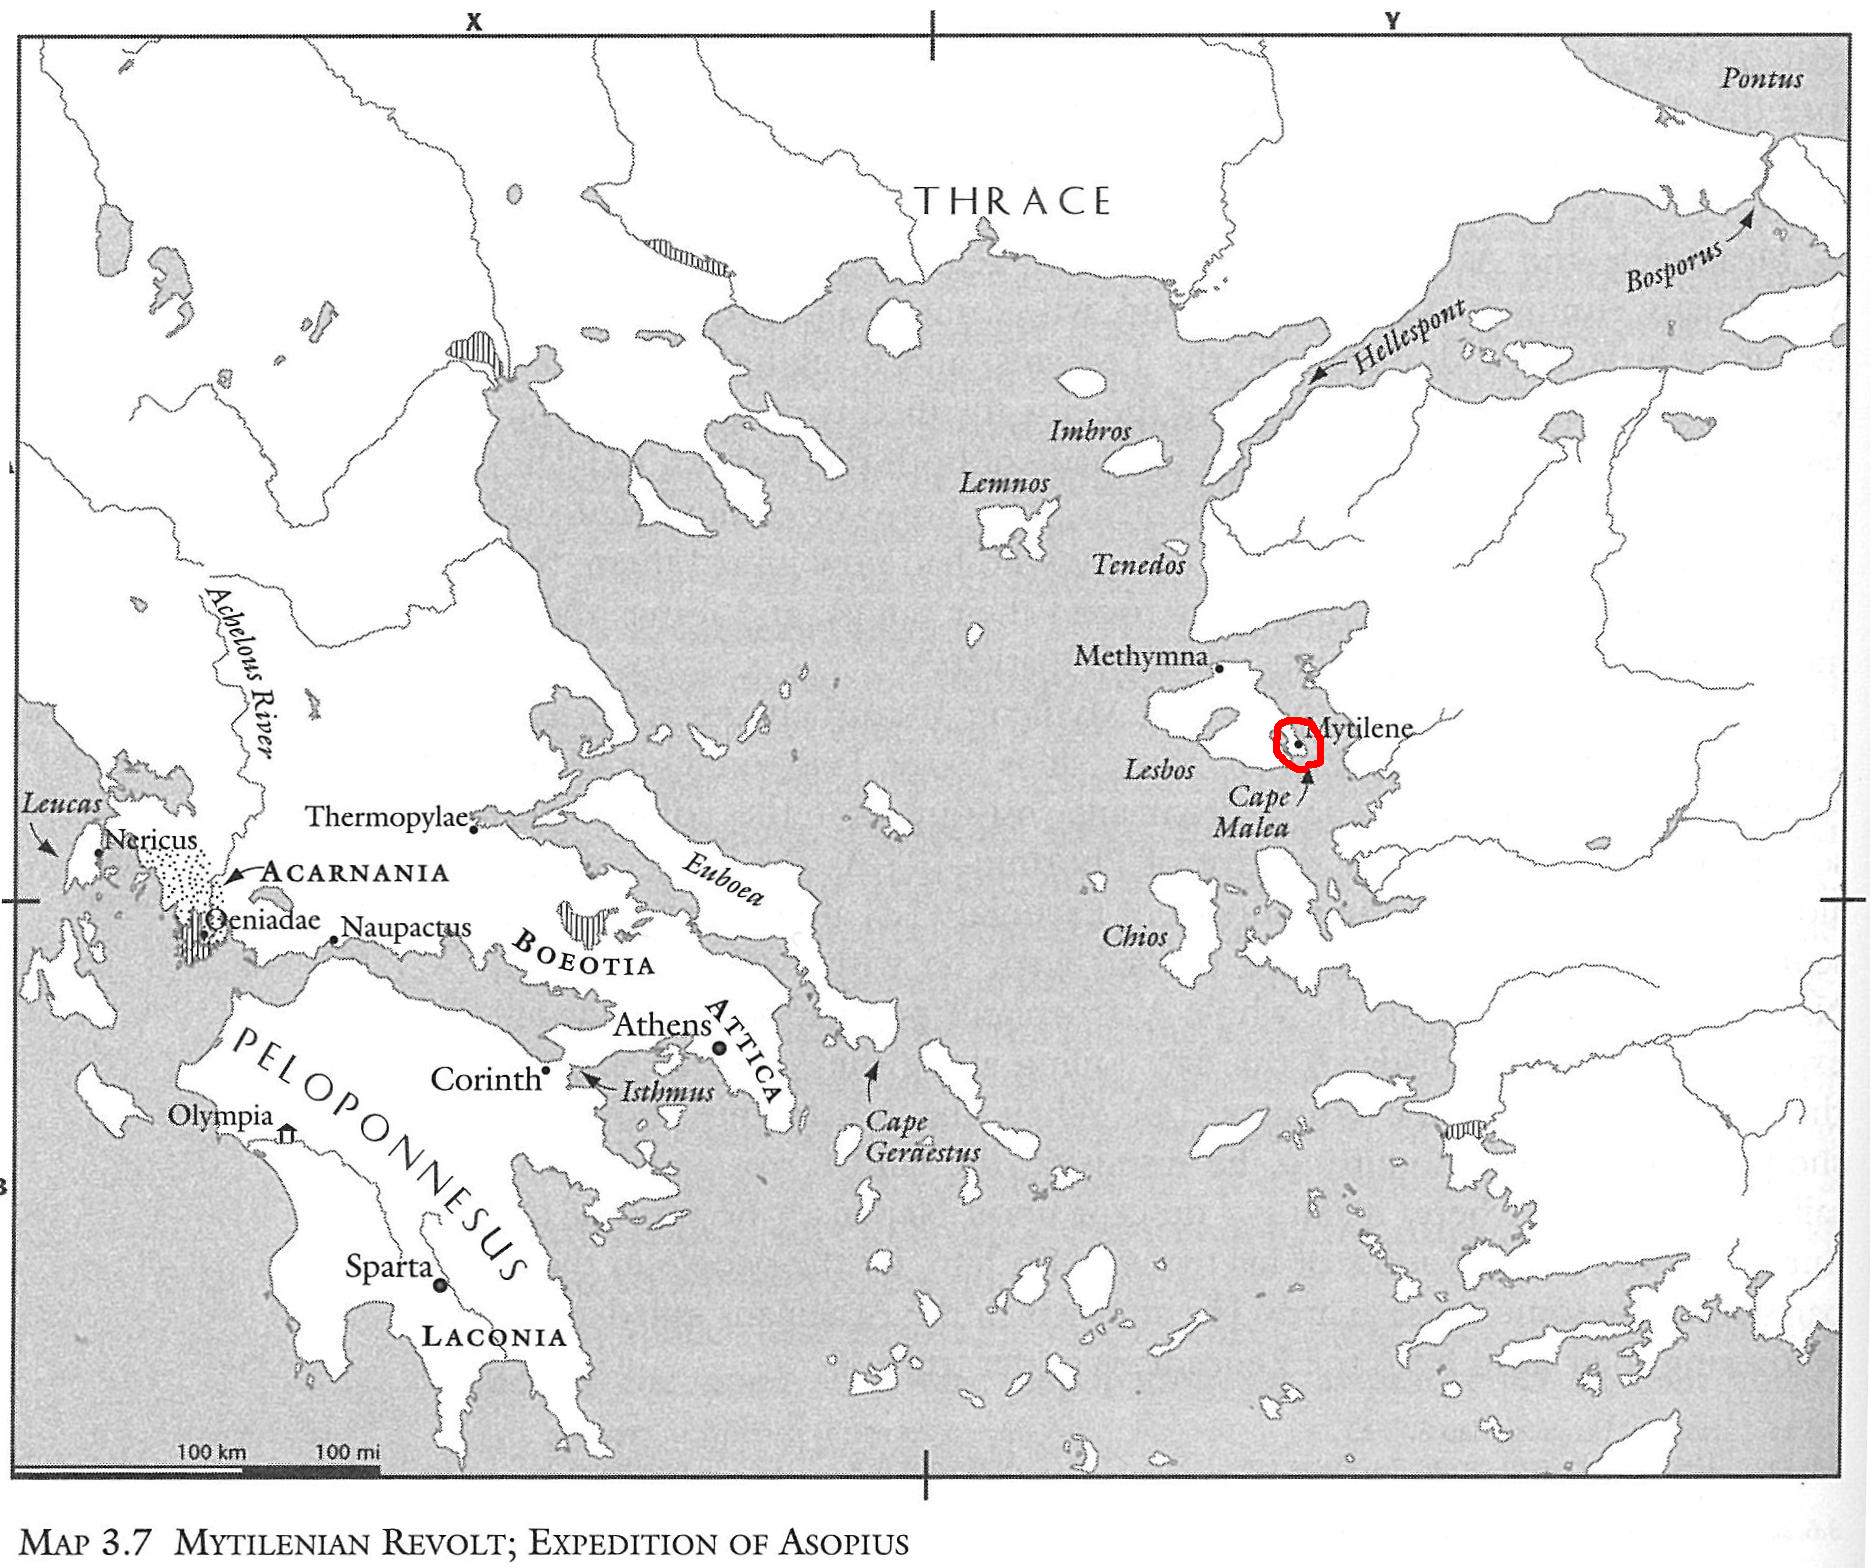 X
Y
Pontus
THRACE
Bosporus
Hellespont
Imbros
Lemnos
Tenedos
Achelous River
Methymna
Mytilene
Lesbos
Cape
Malea
Leucas
Nericus
Thermopylae
ACARNANIA
Euboea
Oeniadae
Naupactus
BOEOTIA
Chios
ATTICA
Athens
PELOPONNESUS
Corinth
Isthmus
Olympia
Cape
Geraestus
B
Sparta
LACONIA
100 km
100 mi
MAP 3.7 MYTILENIAN REVOLT; EXPEDITION OF ASOPIUS